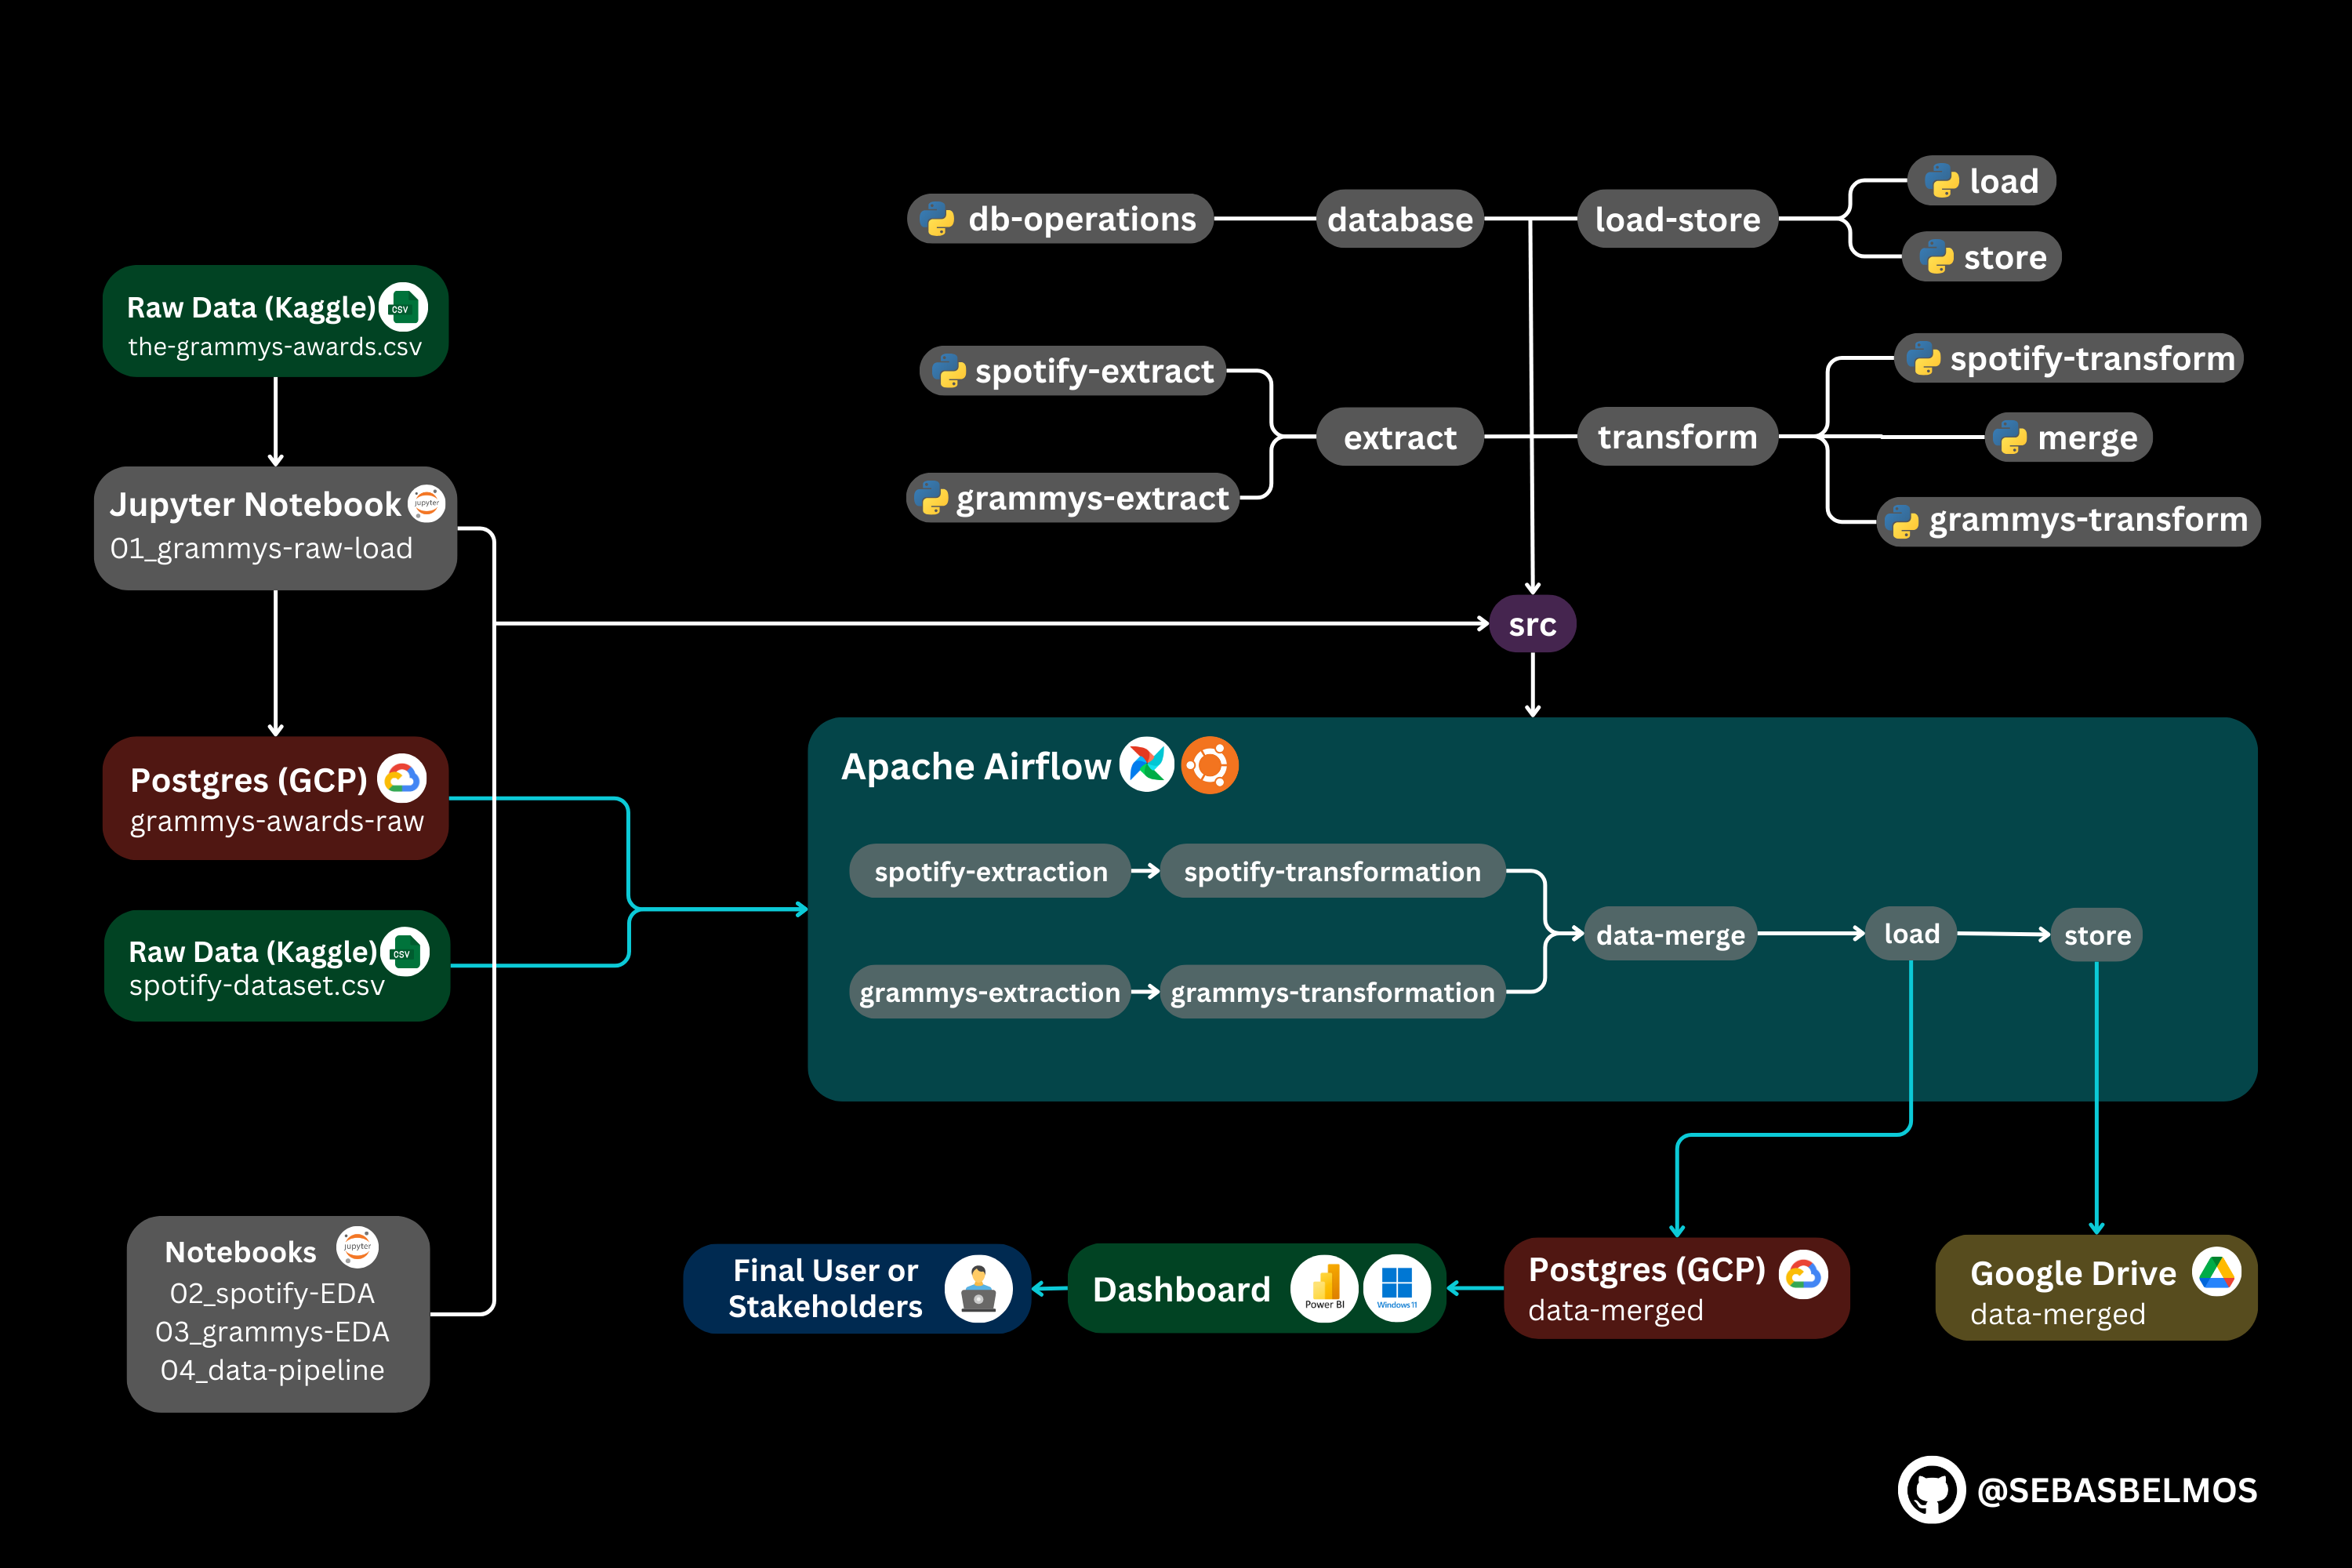 db-operations
database
load-store
load
store
spotify-extract
grammys-extract
extract
transform
spotify-transform
merge
grammys-transform
Raw Data (Kaggle)
CSV
the-grammys-awards.csv
Jupyter Notebook
jupyter
01_grammys-raw-load
src
Postgres (GCP)
grammys-awards-raw
Raw Data (Kaggle)
CSV
spotify-dataset.csv
Apache Airflow
spotify-extraction
spotify-transformation
grammys-extraction
grammys-transformation
data-merge
load
store
Notebooks
jupyter
02_spotify-EDA
03_grammys-EDA
04_data-pipeline
Final User or
Stakeholders
Dashboard
Power BI
Windows 11
Postgres (GCP)
data-merged
Google Drive
data-merged
@SEBASBELMOS